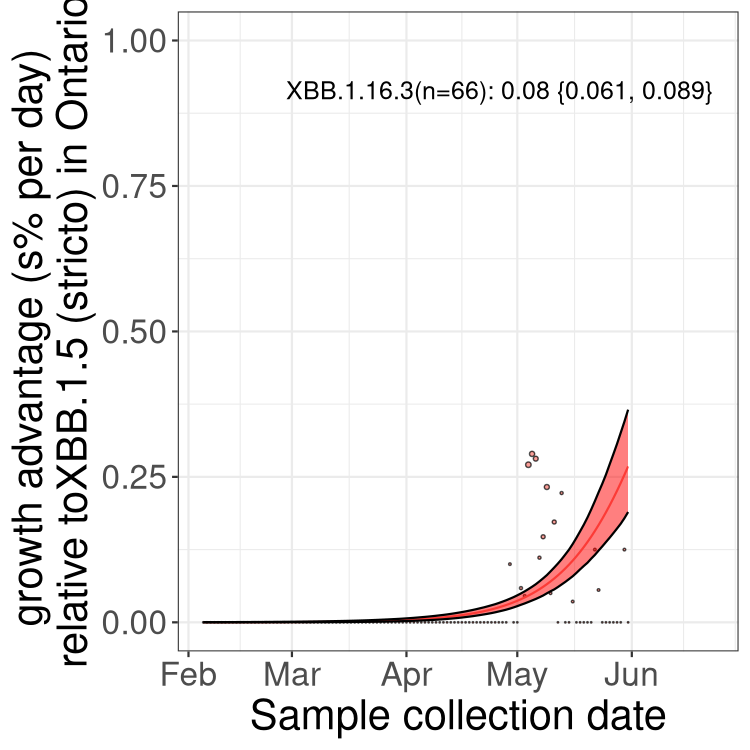 growth advantage (s% per day)
relative toXBB.1.5 (stricto) in Ontario
1.00
XBB.1.16.3(n=66): 0.08 {0.061, 0.089}
0.75
0.50
0.25
0.00
Feb Mar Apr May Jun
Sample collection date